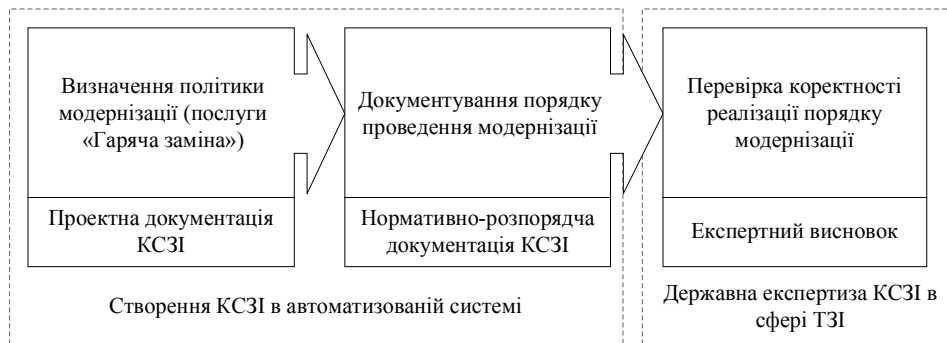 Визначення політики
модернізації (послуги
«Гаряча заміна»)
Проектна документація
КСЗІ
Документування порядку
проведення модернізації
Нормативно-розпорядча
документація КСЗІ
Створення КСЗІ в автоматизованій системі
Перевірка коректності
реалізації порядку
модернізації
Експертний висновок
Державна експертиза КСЗІ в
сфері ТЗІ